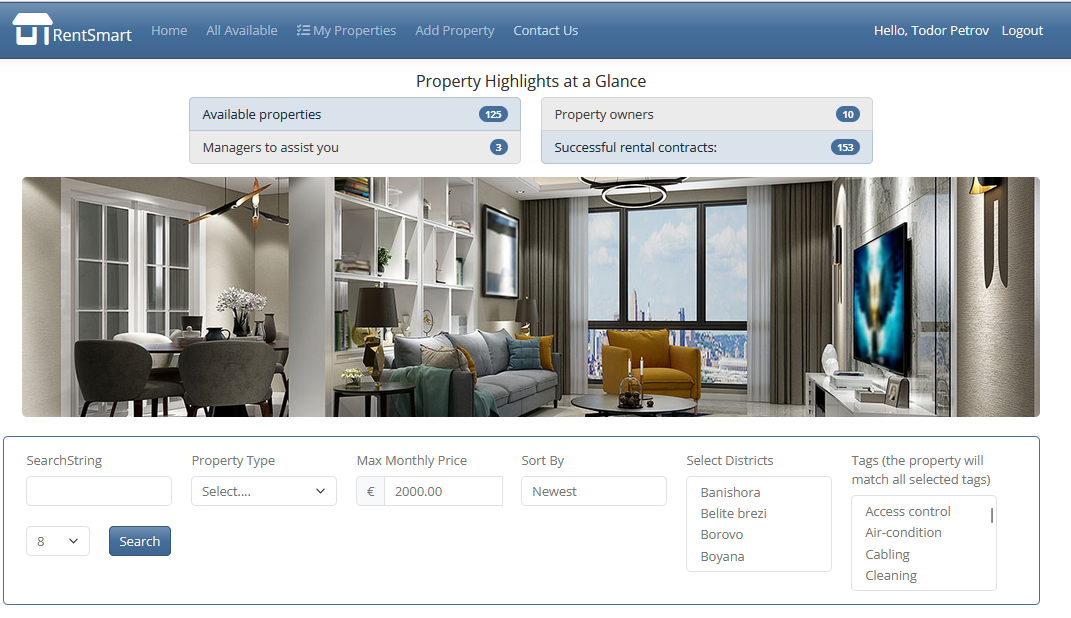 RentSmart Home All Available My Properties Add Property Contact Us Hello, Todor Petrov Logout
Property Highlights at a Glance
Available properties 125
Managers to assist you 3
Property owners 10
Successful rental contracts: 153
SearchString
Property Type
Select....
Max Monthly Price
€ 2000.00
Sort By
Newest
Select Districts
Banishora
Belite brezi
Borovo
Boyana
Tags (the property will
match all selected tags)
Access control
Air-condition
Cabling
Cleaning
8
Search